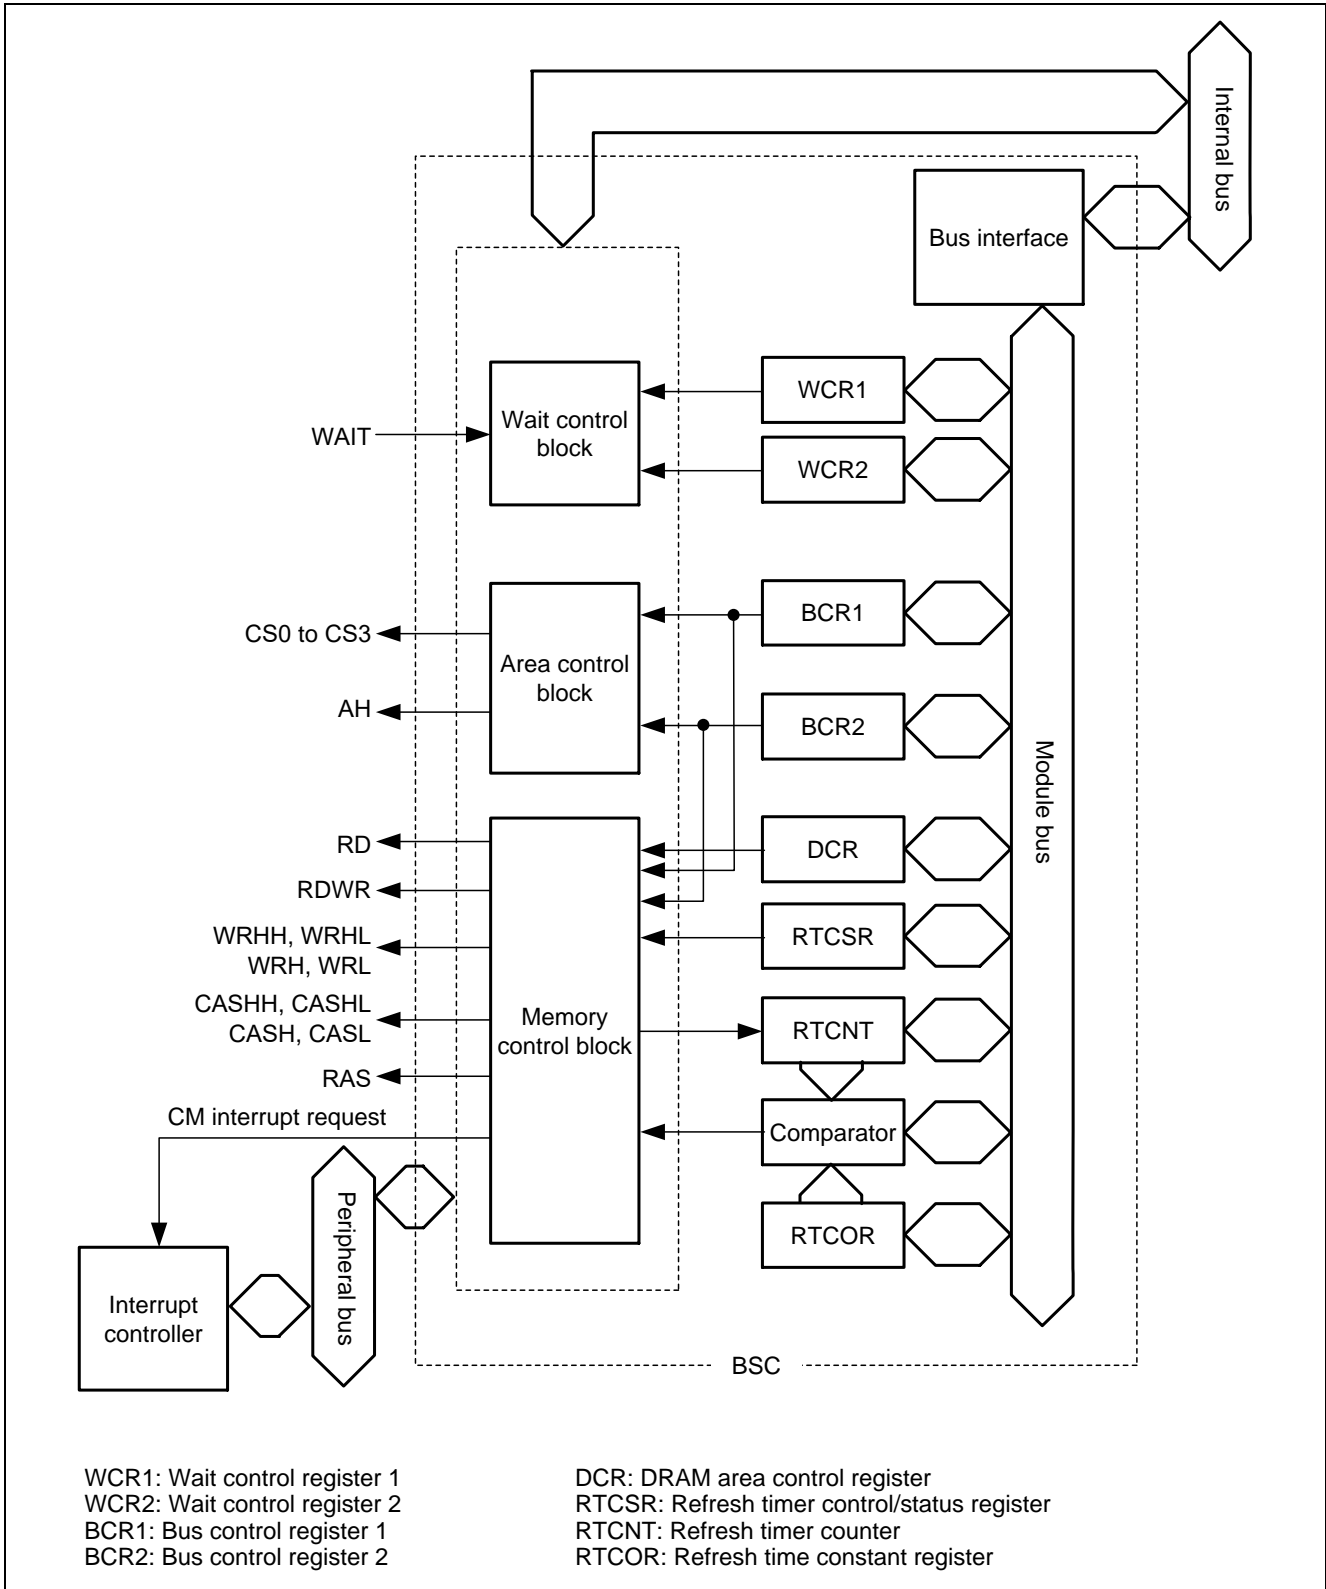 Internal bus
Bus interface
WCR1
Wait control
block
WAIT
WCR2
BCR1
CS0 to CS3
Area control
block
AH
BCR2
Module bus
RD
DCR
RDWR
WRHH, WRHL
WRH, WRL
RTCSR
CASHH, CASHL
CASH, CASL
Memory
control block
RTCNT
RAS
CM interrupt request
Comparator
Peripheral bus
RTCOR
Interrupt
controller
BSC
WCR1: Wait control register 1
WCR2: Wait control register 2
BCR1: Bus control register 1
BCR2: Bus control register 2
DCR: DRAM area control register
RTCSR: Refresh timer control/status register
RTCNT: Refresh timer counter
RTCOR: Refresh time constant register